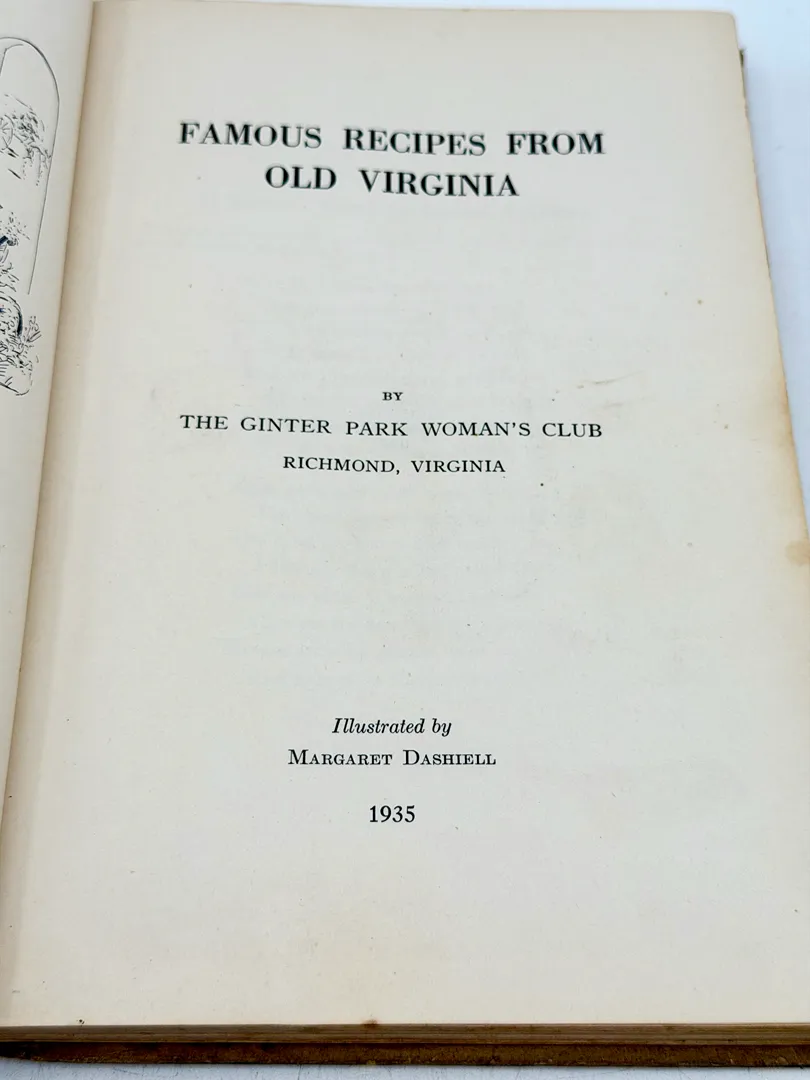 FAMOUS RECIPES FROM
OLD VIRGINIA
BY
THE GINTER PARK WOMAN'S CLUB
RICHMOND, VIRGINIA
Illustrated by
MARGARET DASHIELL
1935